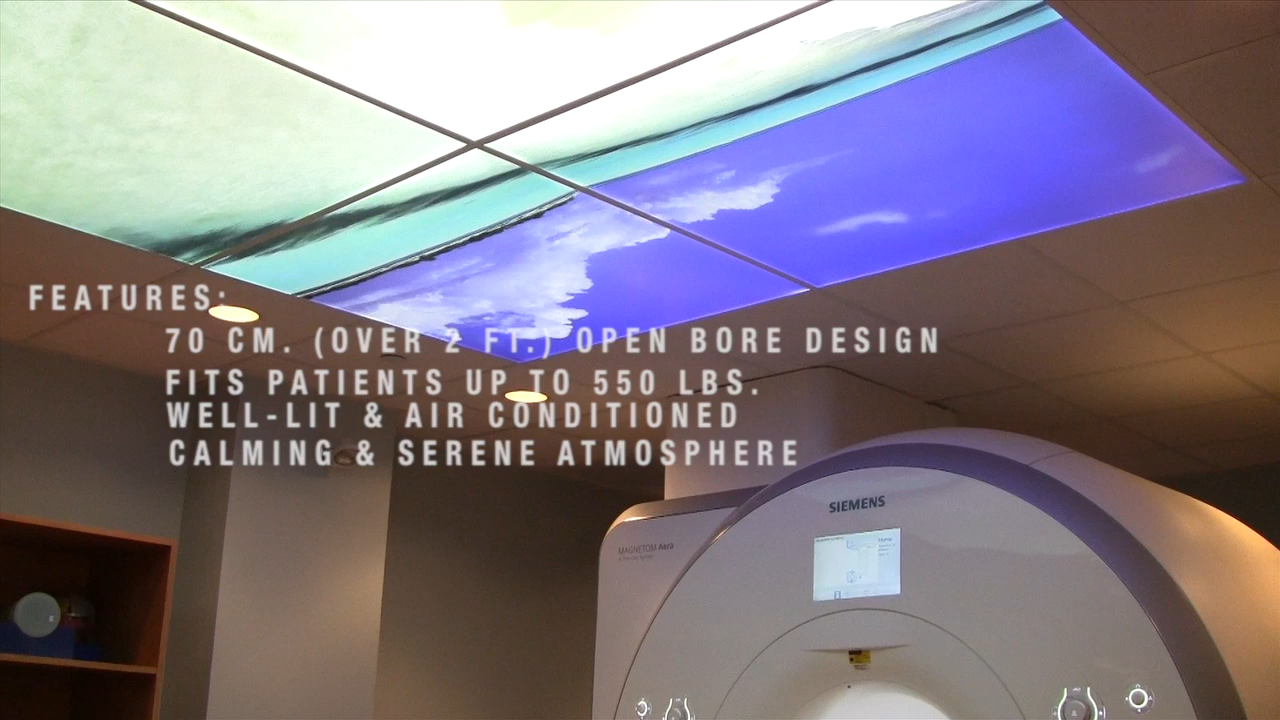 FEATURES:
70 CM. (OVER 2 FT.) OPEN BORE DESIGN
FITS PATIENTS UP TO 550 LBS.
WELL-LIT & AIR CONDITIONED
CALMING & SERENE ATMOSPHERE
SIEMENS
MAGNETOM Aera